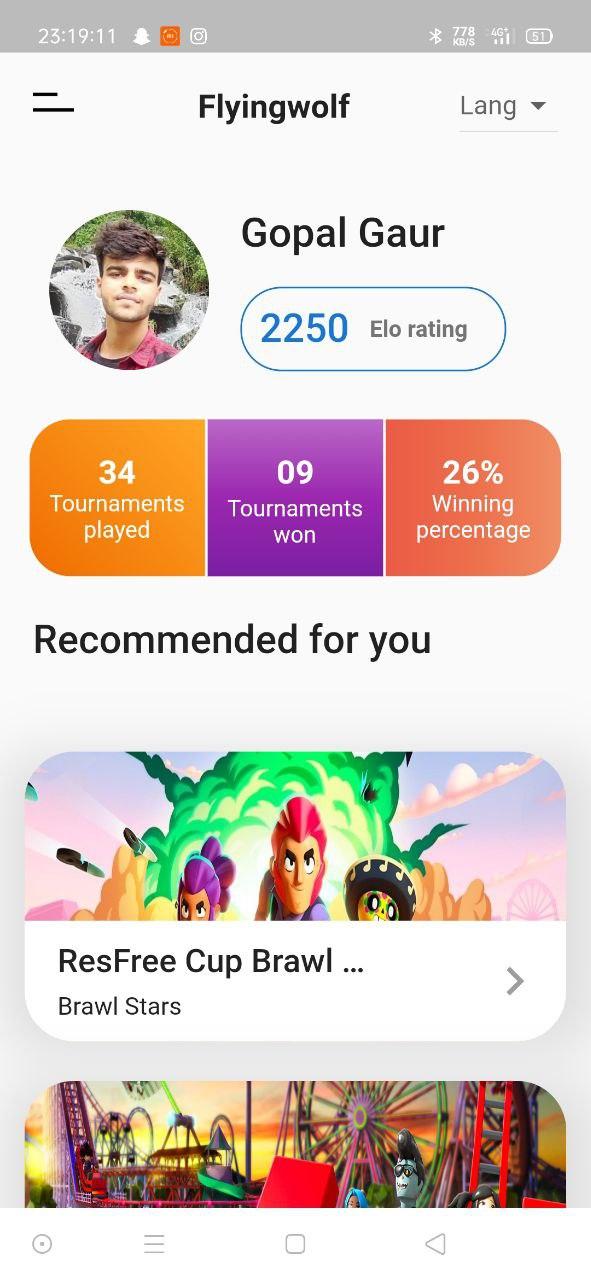 23:19:11
778
KB/S
4G+
51
Flyingwolf
Lang
Gopal Gaur
2250 Elo rating
34
Tournaments
played
09
Tournaments
won
26%
Winning
percentage
Recommended for you
ResFree Cup Brawl ...
Brawl Stars